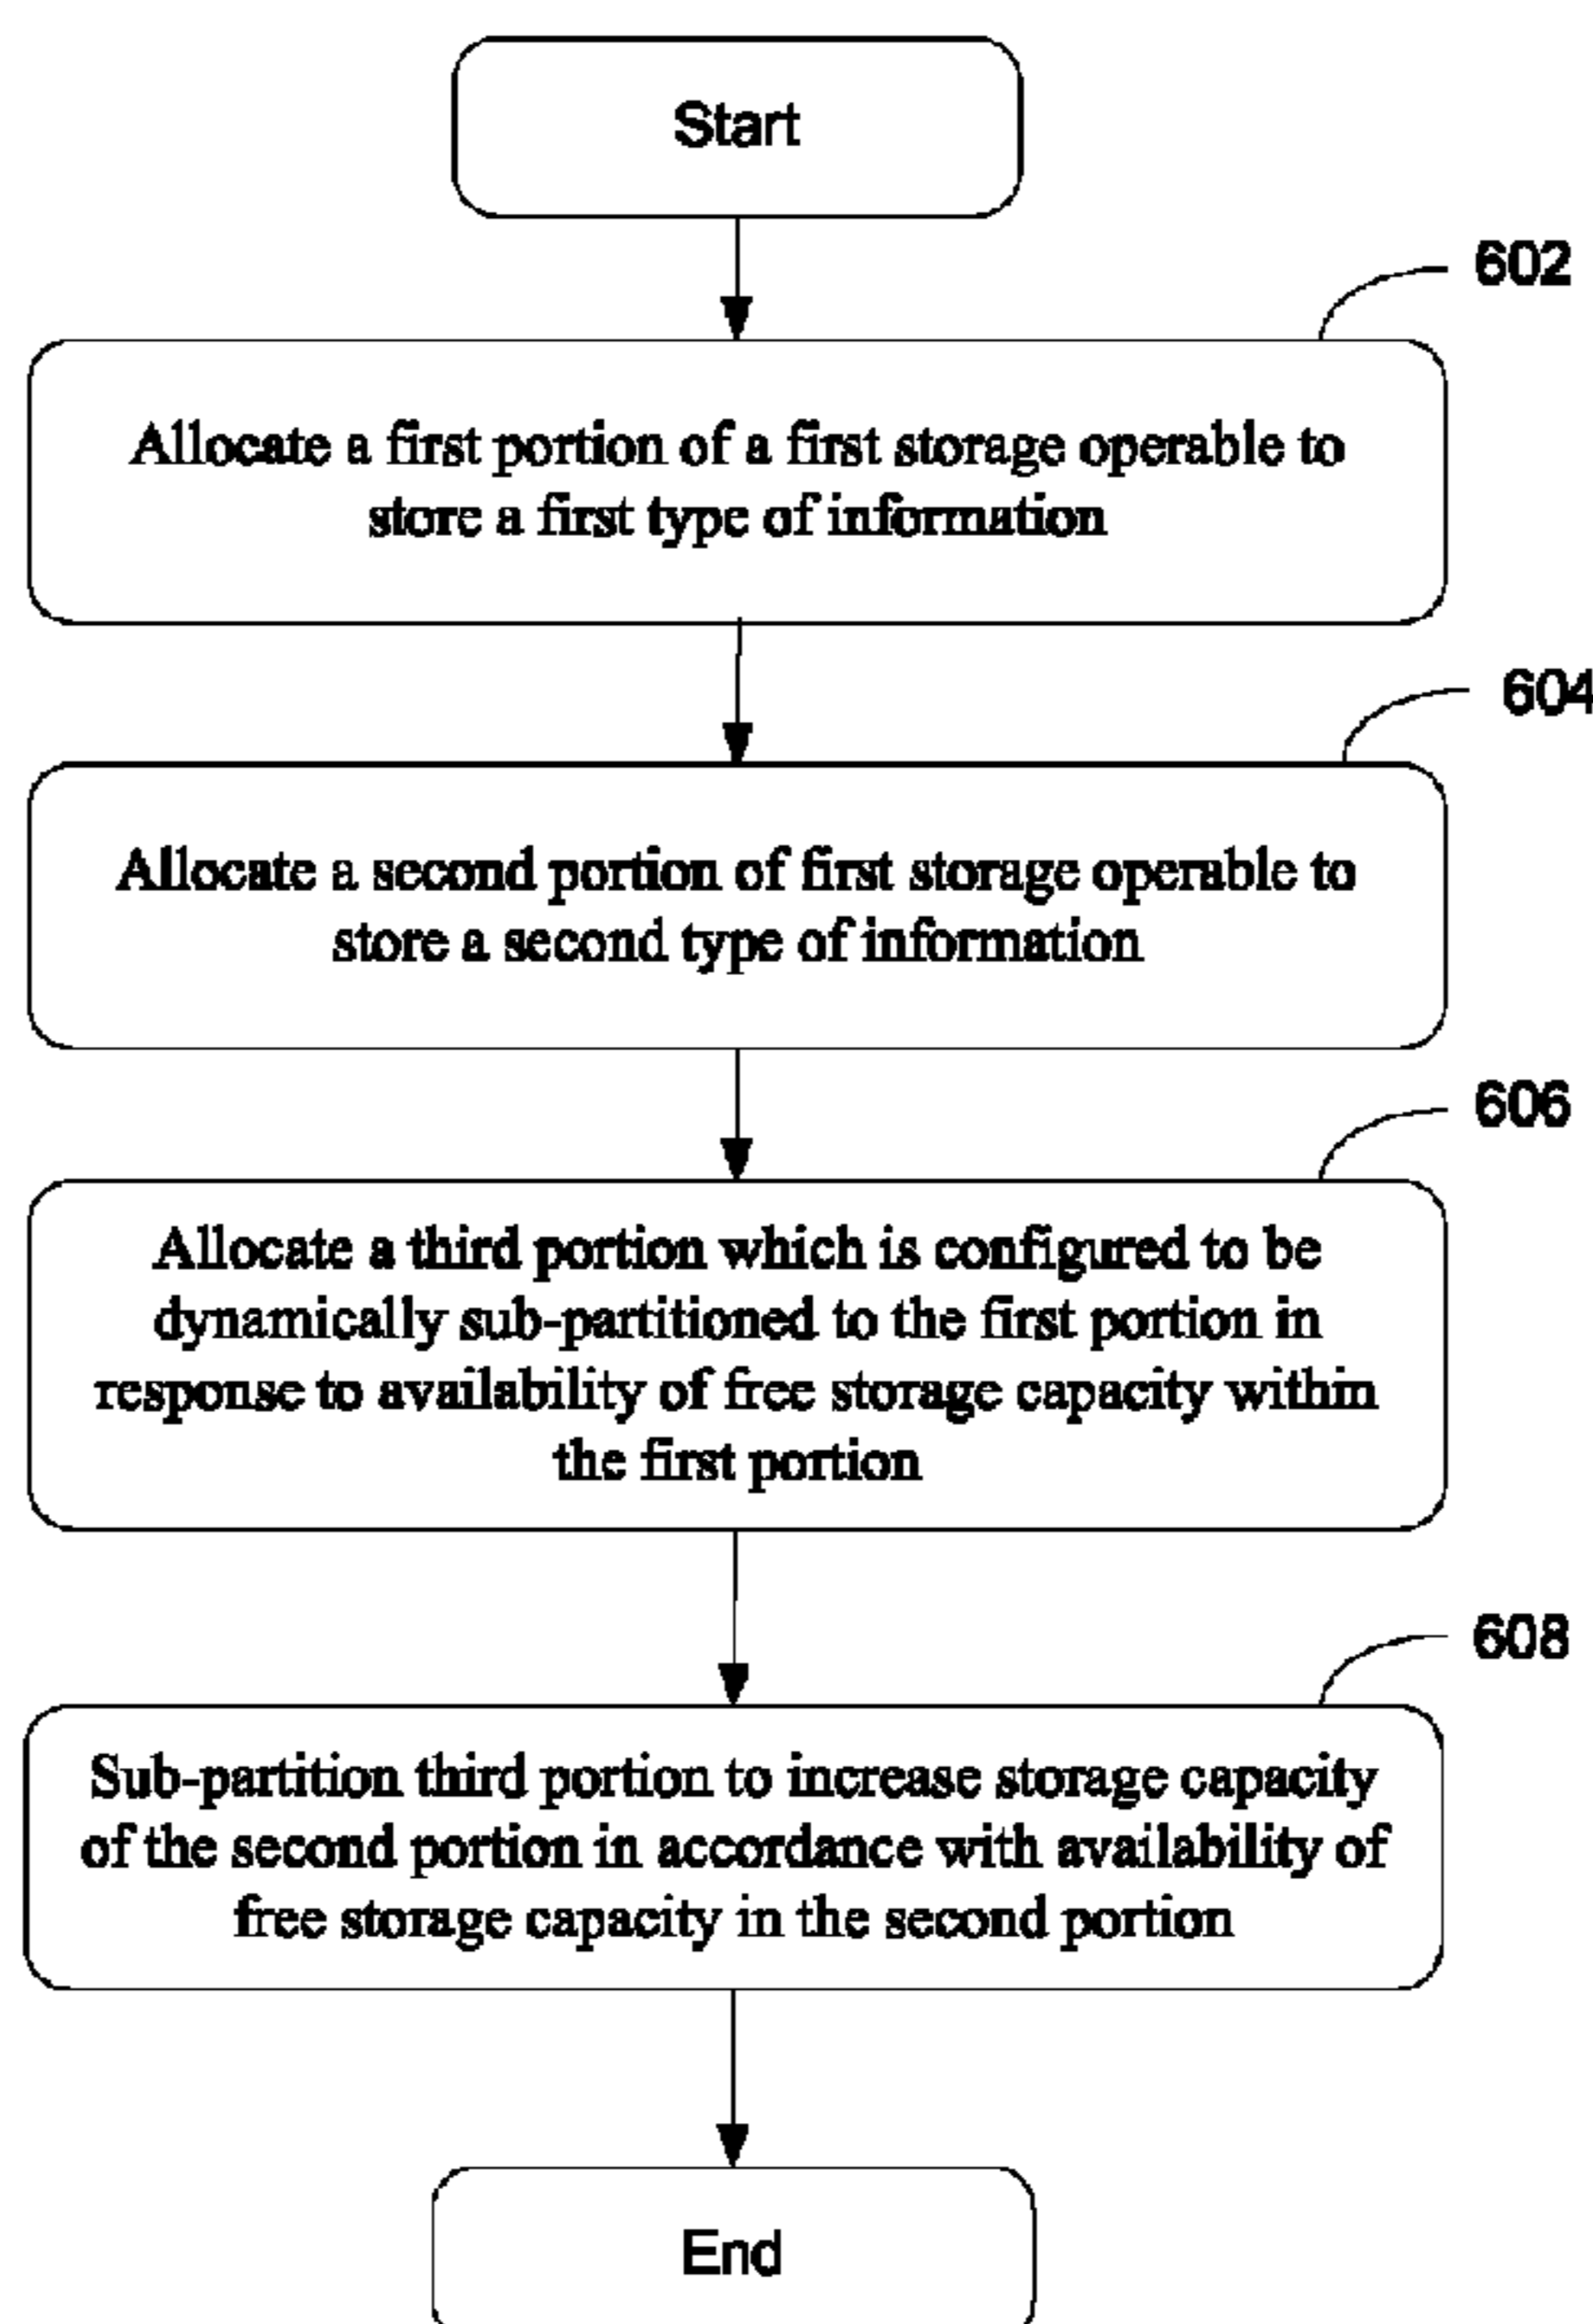 Start
602
Allocate a first portion of a first storage operable to
store a first type of information
604
Allocate a second portion of first storage operable to
store a second type of information
606
Allocate a third portion which is configured to be
dynamically sub-partitioned to the first portion in
response to availability of free storage capacity within
the first portion
608
Sub-partition third portion to increase storage capacity
of the second portion in accordance with availability of
free storage capacity in the second portion
End